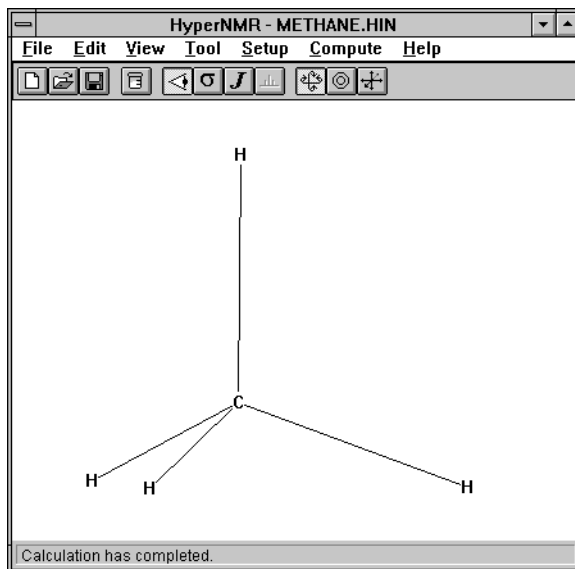 HyperNMR - METHANE.HIN
File Edit View Tool Setup Compute Help
σ J
H
C
H H H
Calculation has completed.